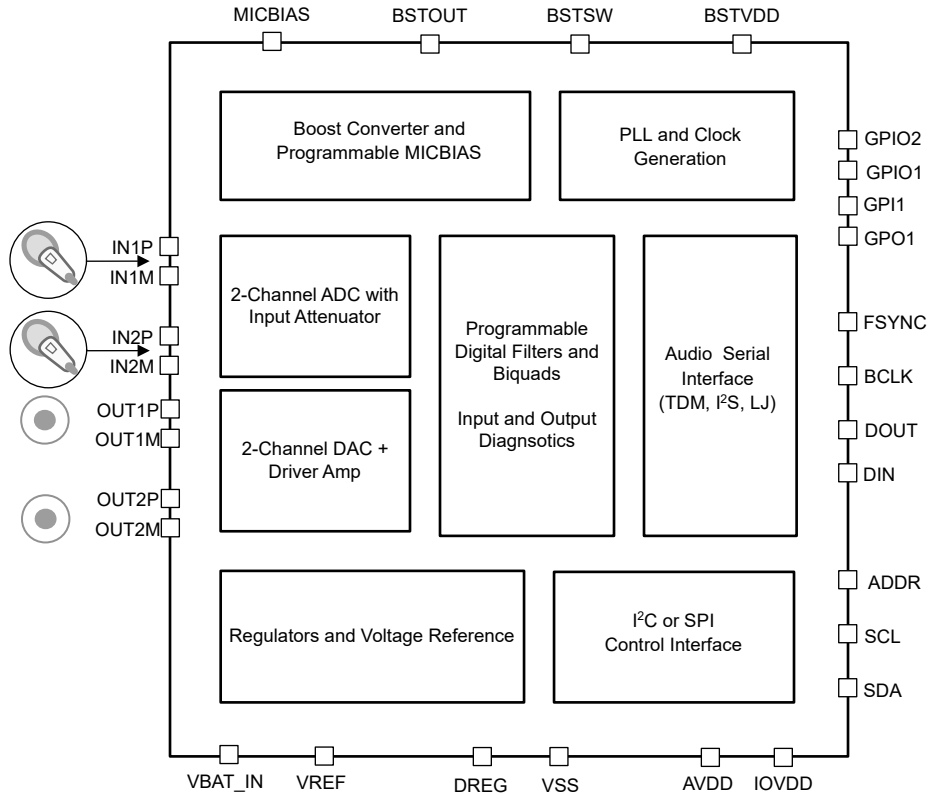 MICBIAS
BSTOUT
BSTSW
BSTVDD
Boost Converter and
Programmable MICBIAS
PLL and Clock
Generation
GPIO2
GPIO1
GPI1
GPO1
IN1P
IN1M
IN2P
IN2M
OUT1P
OUT1M
OUT2P
OUT2M
2-Channel ADC with
Input Attenuator
2-Channel DAC +
Driver Amp
Programmable
Digital Filters and
Biquads
Input and Output
Diagnsotics
Audio Serial
Interface
(TDM, I²S, LJ)
FSYNC
BCLK
DOUT
DIN
Regulators and Voltage Reference
I²C or SPI
Control Interface
ADDR
SCL
SDA
VBAT_IN
VREF
DREG
VSS
AVDD
IOVDD